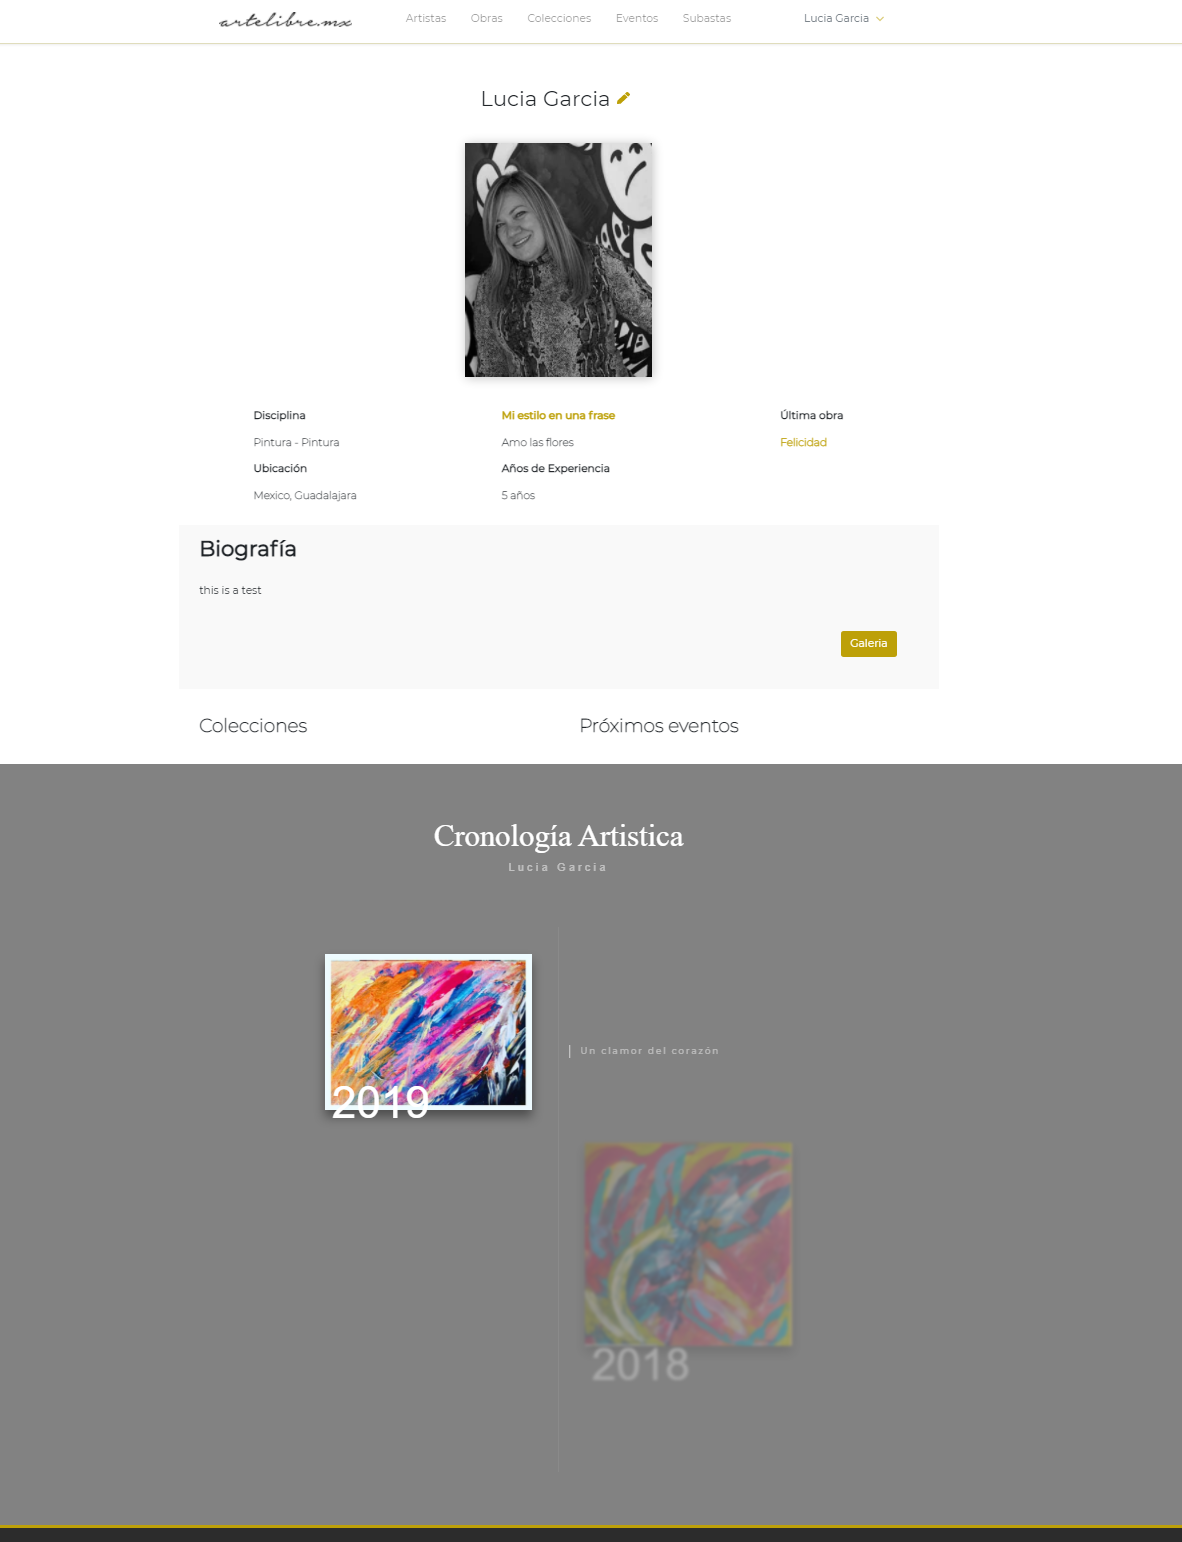 artelibre.mx
Artistas Obras Colecciones Eventos Subastas Lucia Garcia
Lucia Garcia
Disciplina
Pintura - Pintura
Ubicación
Mexico, Guadalajara
Mi estilo en una frase
Amo las flores
Años de Experiencia
5 años
Última obra
Felicidad
Biografía
this is a test
Galeria
Colecciones
Próximos eventos
Cronología Artistica
Lucia Garcia
2019
Un clamor del corazón
2018